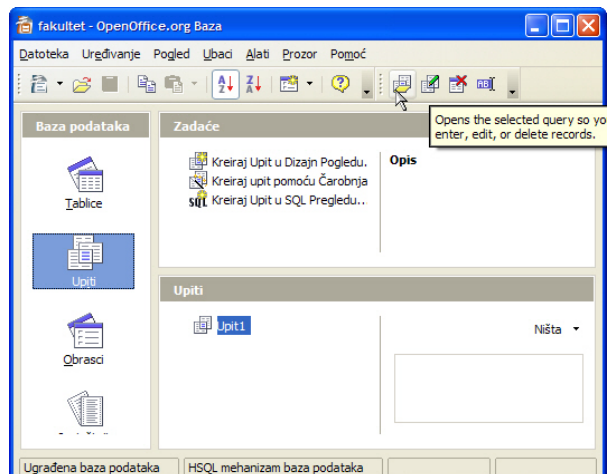 fakultet - OpenOffice.org Baza
Datoteka Uređivanje Pogled Ubaci Alati Prozor Pomoć
Opens the selected query so yo
enter, edit, or delete records.
Baza podataka
Zadaće
Kreiraj Upit u Dizajn Pogledu.
Opis
Kreiraj upit pomoću Čarobnja
SQL Kreiraj Upit u SQL Pregledu..
Tablice
Upiti
Upiti
Upit1
Ništa
Obrasci
Ugrađena baza podataka
HSQL mehanizam baza podataka